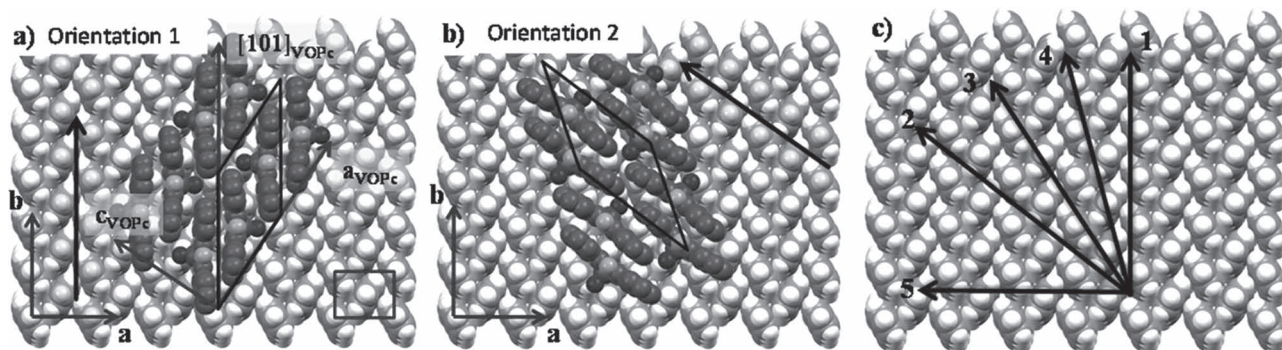 a) Orientation 1
[101]VOPc
aVOPc
cVOPc
b
a
b) Orientation 2
b
a
c)
1
4
3
2
5